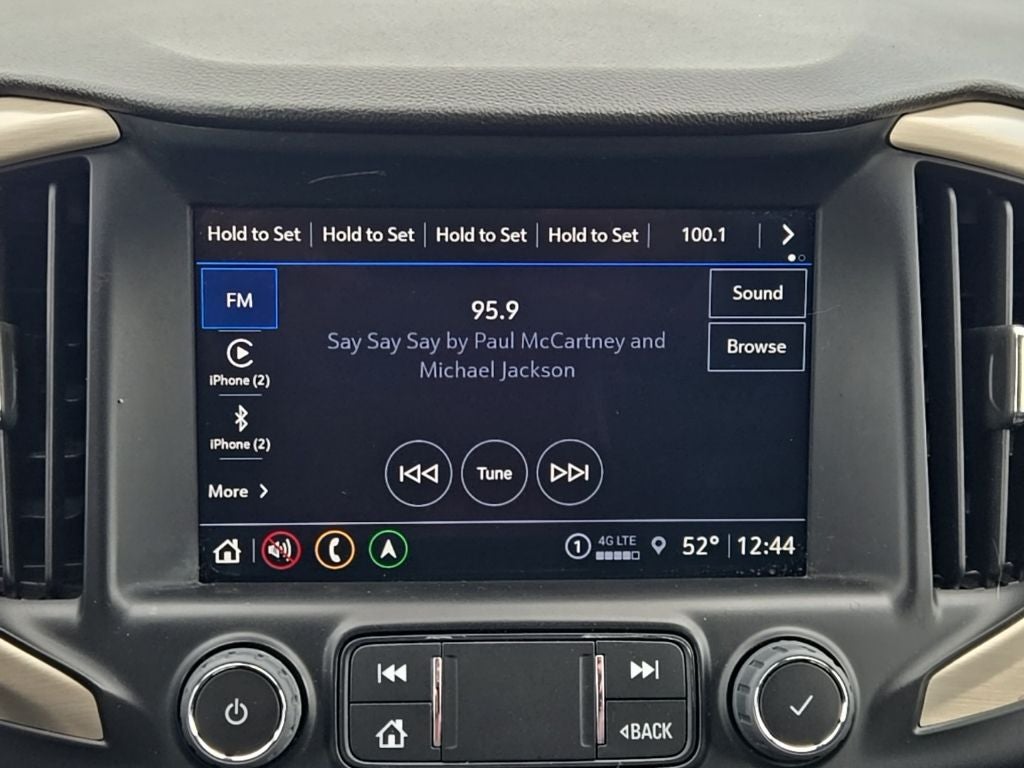 Hold to Set Hold to Set Hold to Set Hold to Set 100.1
FM
95.9
Say Say Say by Paul McCartney and
Michael Jackson
Sound
Browse
iPhone (2)
iPhone (2)
More
Tune
1 4G LTE 52° 12:44
BACK